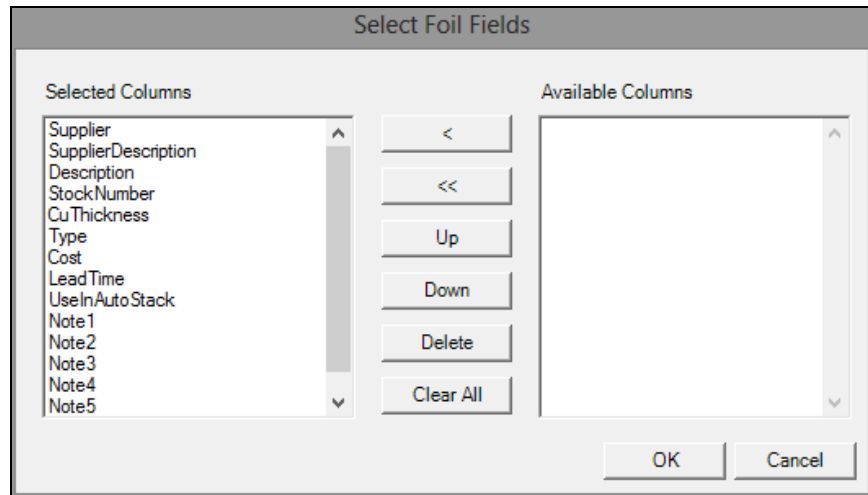 Select Foil Fields
Selected Columns
Supplier
SupplierDescription
Description
StockNumber
CuThickness
Type
Cost
LeadTime
UseInAutoStack
Note1
Note2
Note3
Note4
Note5
<
<<
Up
Down
Delete
Clear All
Available Columns
OK
Cancel